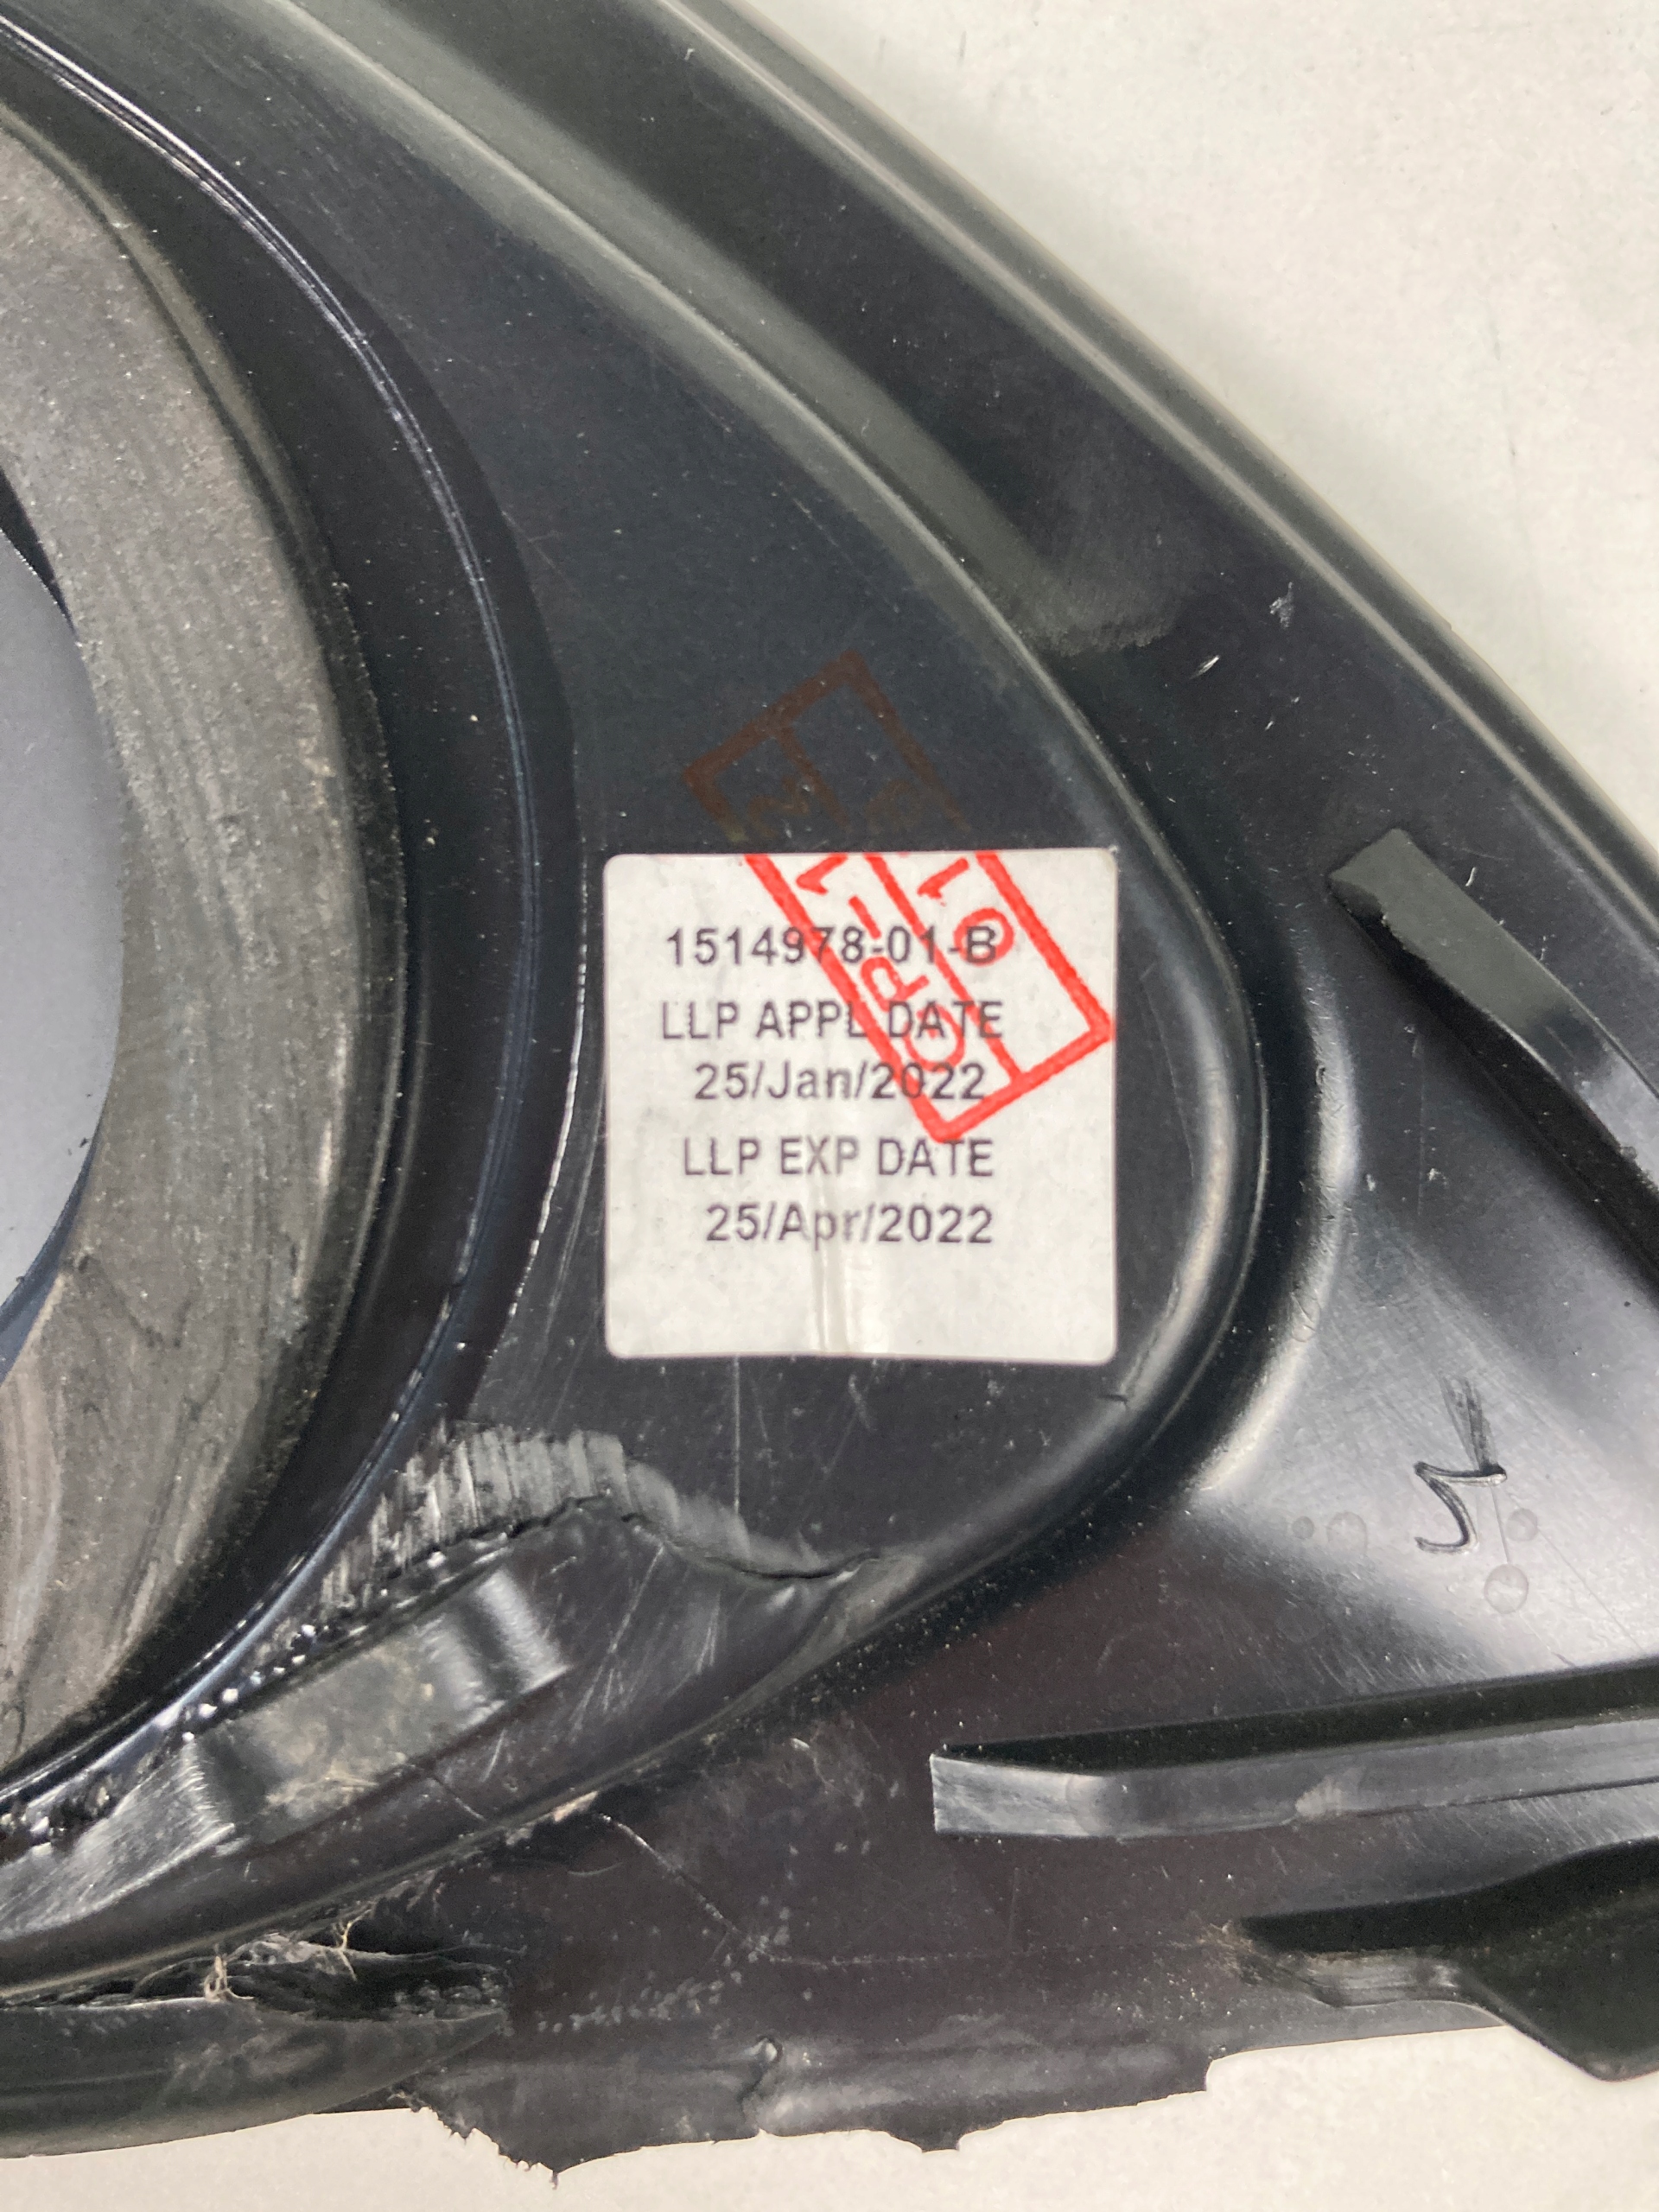 1514978-01-B
LLP APPL DATE
25/Jan/2022
LLP EXP DATE
25/Apr/2022